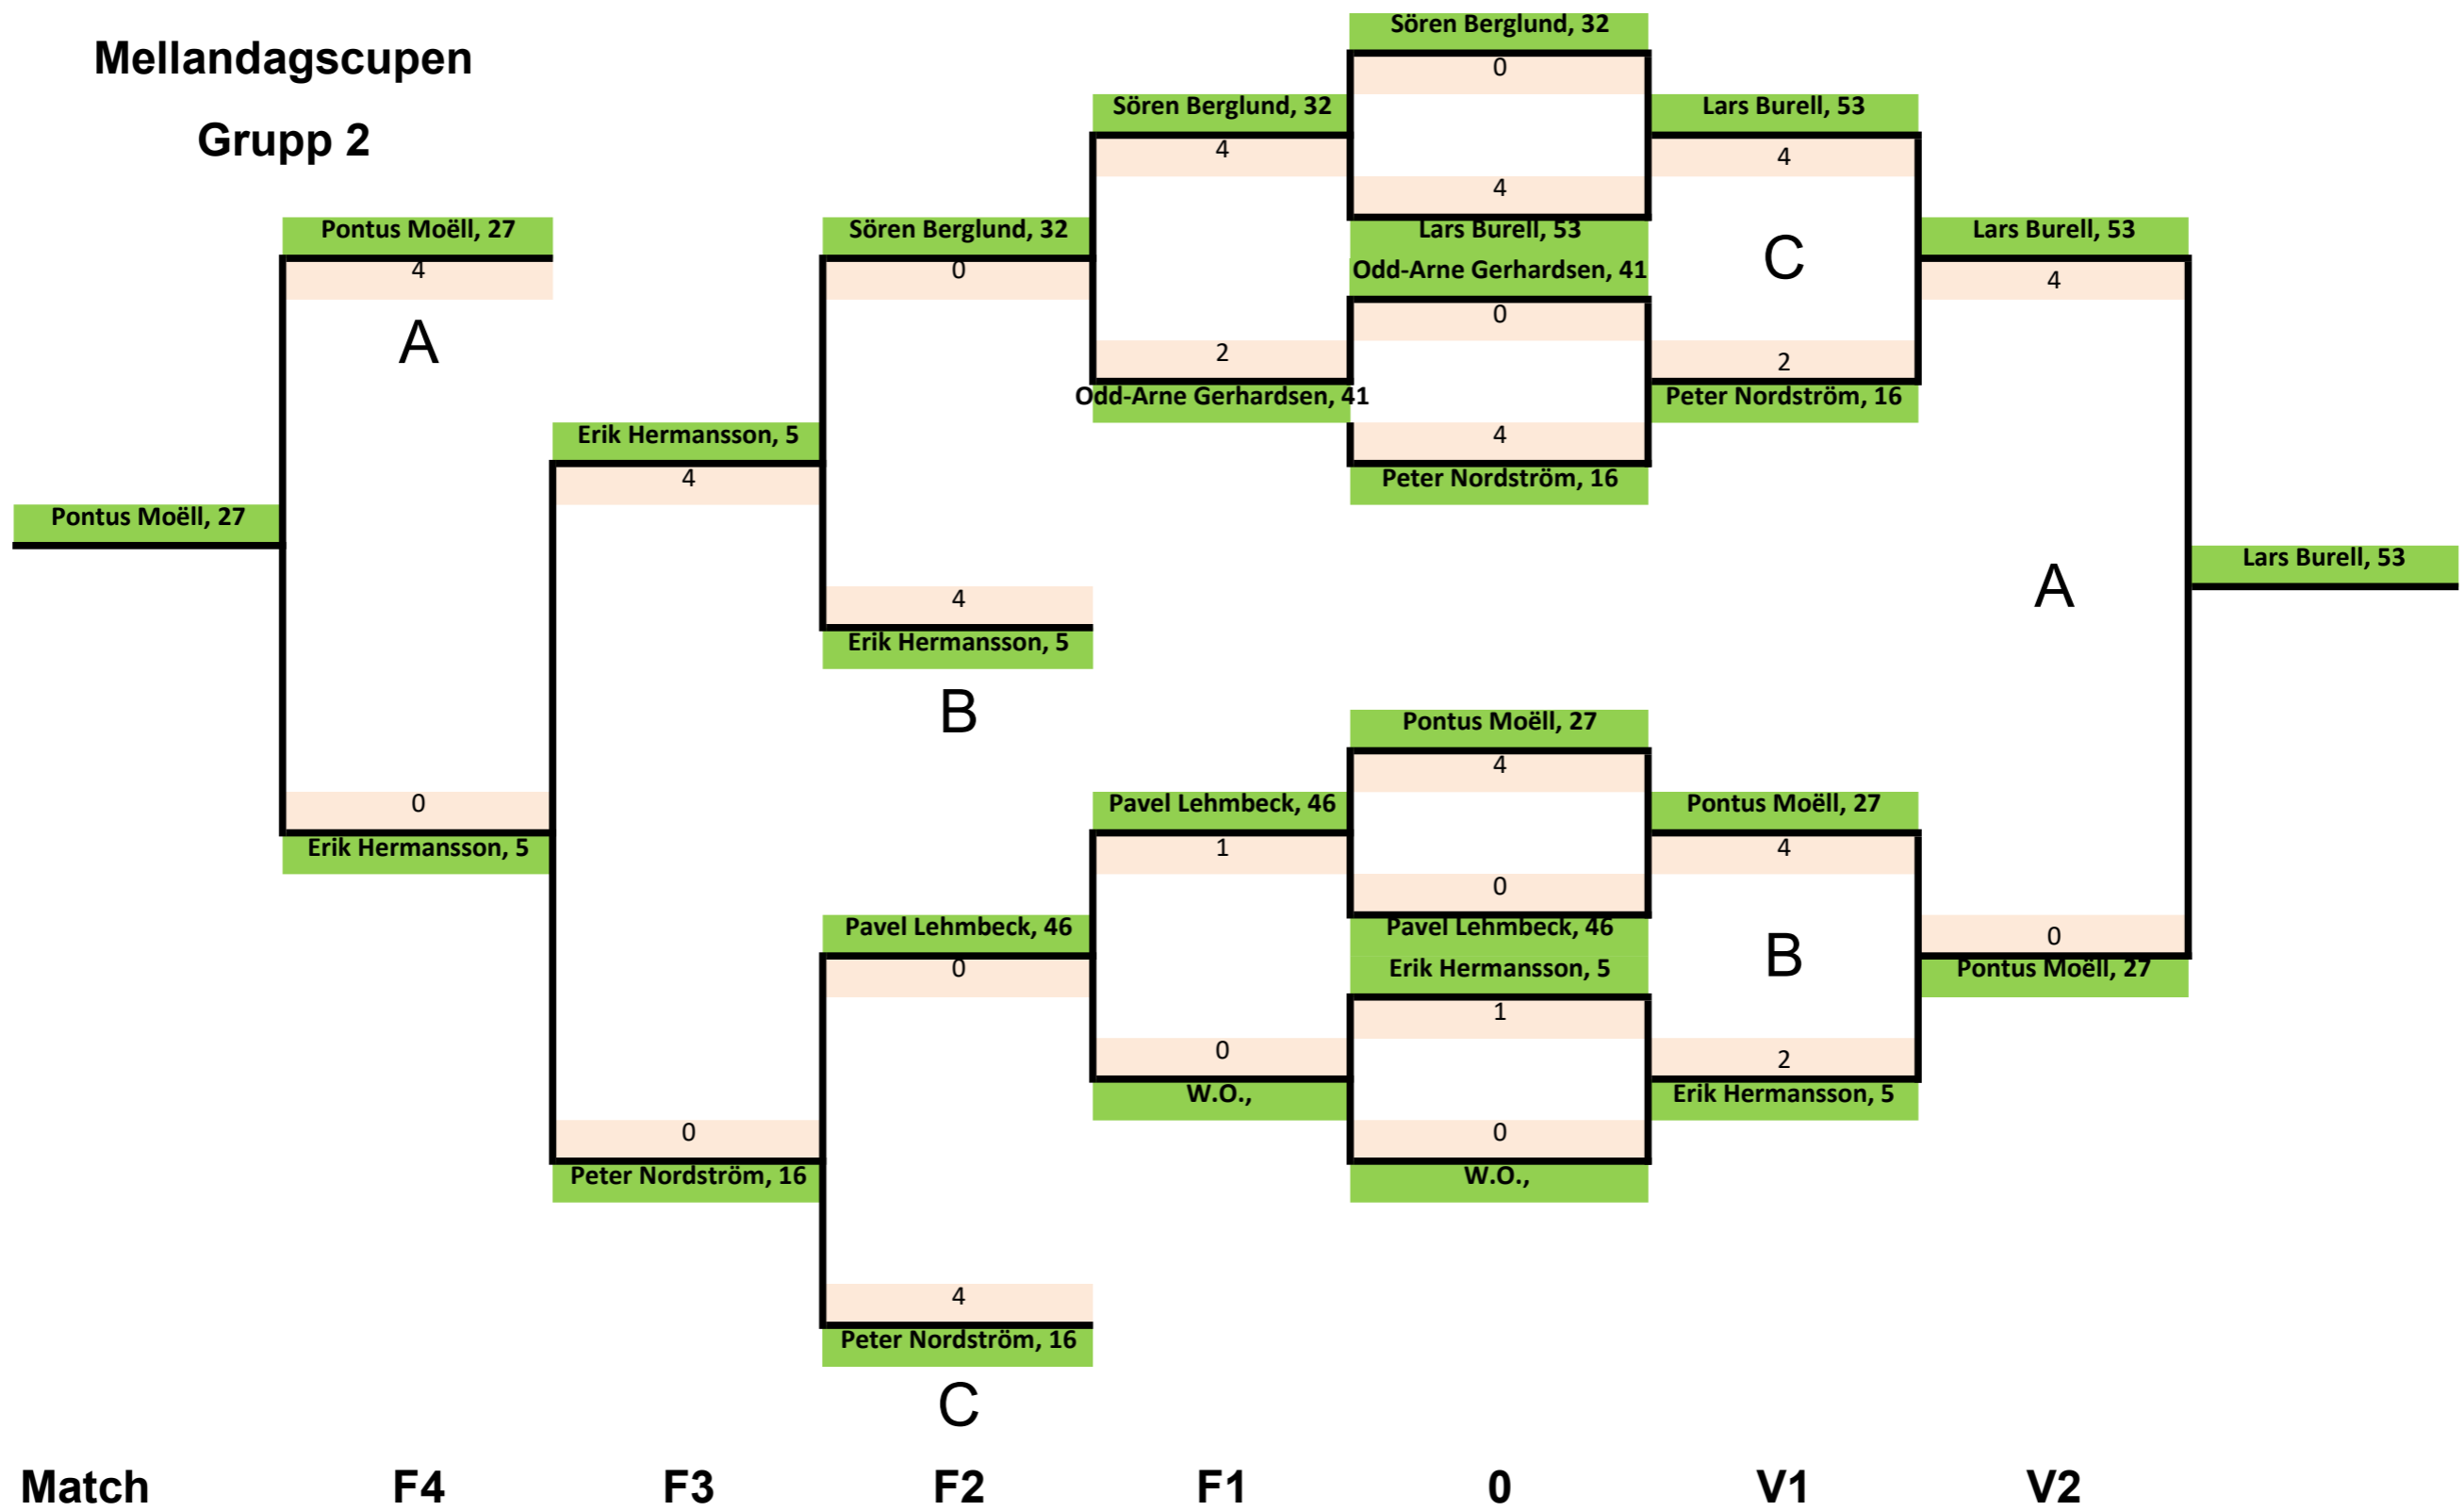 Mellandagscupen
Grupp 2
Sören Berglund, 32
0
Sören Berglund, 32
Lars Burell, 53
4
4
4
Pontus Moëll, 27
Sören Berglund, 32
Lars Burell, 53
Lars Burell, 53
4
0
Odd-Arne Gerhardsen, 41
C
4
A
0
2
2
Odd-Arne Gerhardsen, 41
Peter Nordström, 16
Erik Hermansson, 5
4
4
Peter Nordström, 16
Pontus Moëll, 27
Lars Burell, 53
A
4
Erik Hermansson, 5
B
Pontus Moëll, 27
4
0
Pavel Lehmbeck, 46
Pontus Moëll, 27
Erik Hermansson, 5
1
4
0
Pavel Lehmbeck, 46
Pavel Lehmbeck, 46
B
0
0
Erik Hermansson, 5
Pontus Moëll, 27
1
0
2
W.O.,
Erik Hermansson, 5
0
0
Peter Nordström, 16
W.O.,
4
Peter Nordström, 16
C
Match F4 F3 F2 F1 0 V1 V2